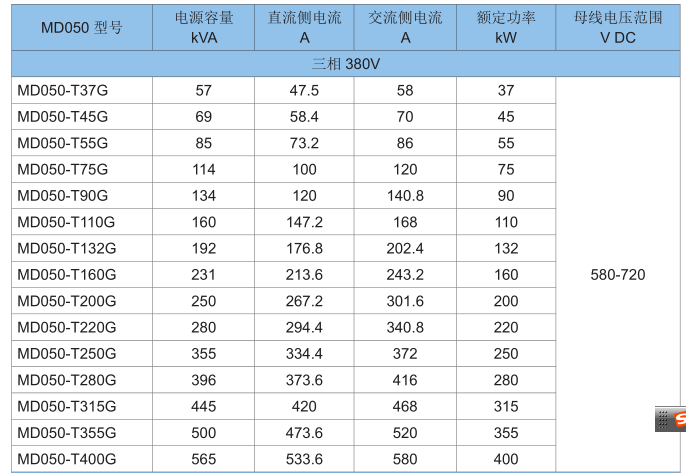 MD050 型号 电源容量 kVA 直流侧电流 A 交流侧电流 A 额定功率 kW 母线电压范围 V DC
三相 380V
MD050-T37G 57 47.5 58 37
MD050-T45G 69 58.4 70 45
MD050-T55G 85 73.2 86 55
MD050-T75G 114 100 120 75
MD050-T90G 134 120 140.8 90
MD050-T110G 160 147.2 168 110
MD050-T132G 192 176.8 202.4 132
MD050-T160G 231 213.6 243.2 160 580-720
MD050-T200G 250 267.2 301.6 200
MD050-T220G 280 294.4 340.8 220
MD050-T250G 355 334.4 372 250
MD050-T280G 396 373.6 416 280
MD050-T315G 445 420 468 315
MD050-T355G 500 473.6 520 355
MD050-T400G 565 533.6 580 400